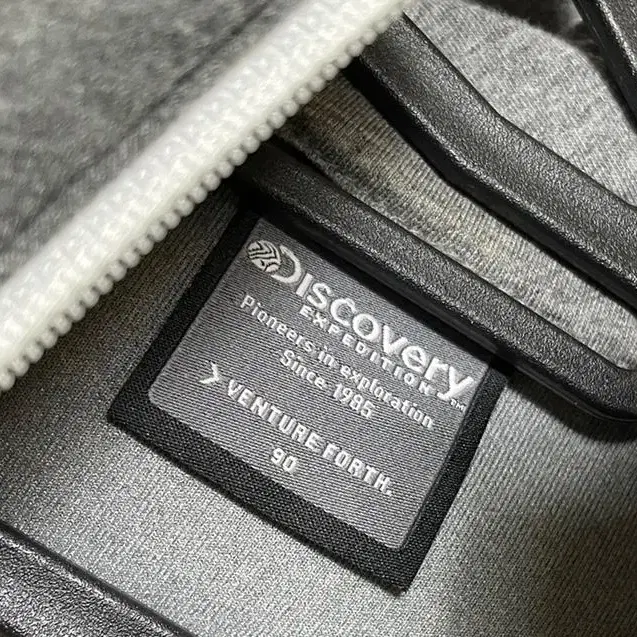 Discovery
EXPEDITION
Pioneers in exploration
Since 1985
VENTURE FORTH.
90